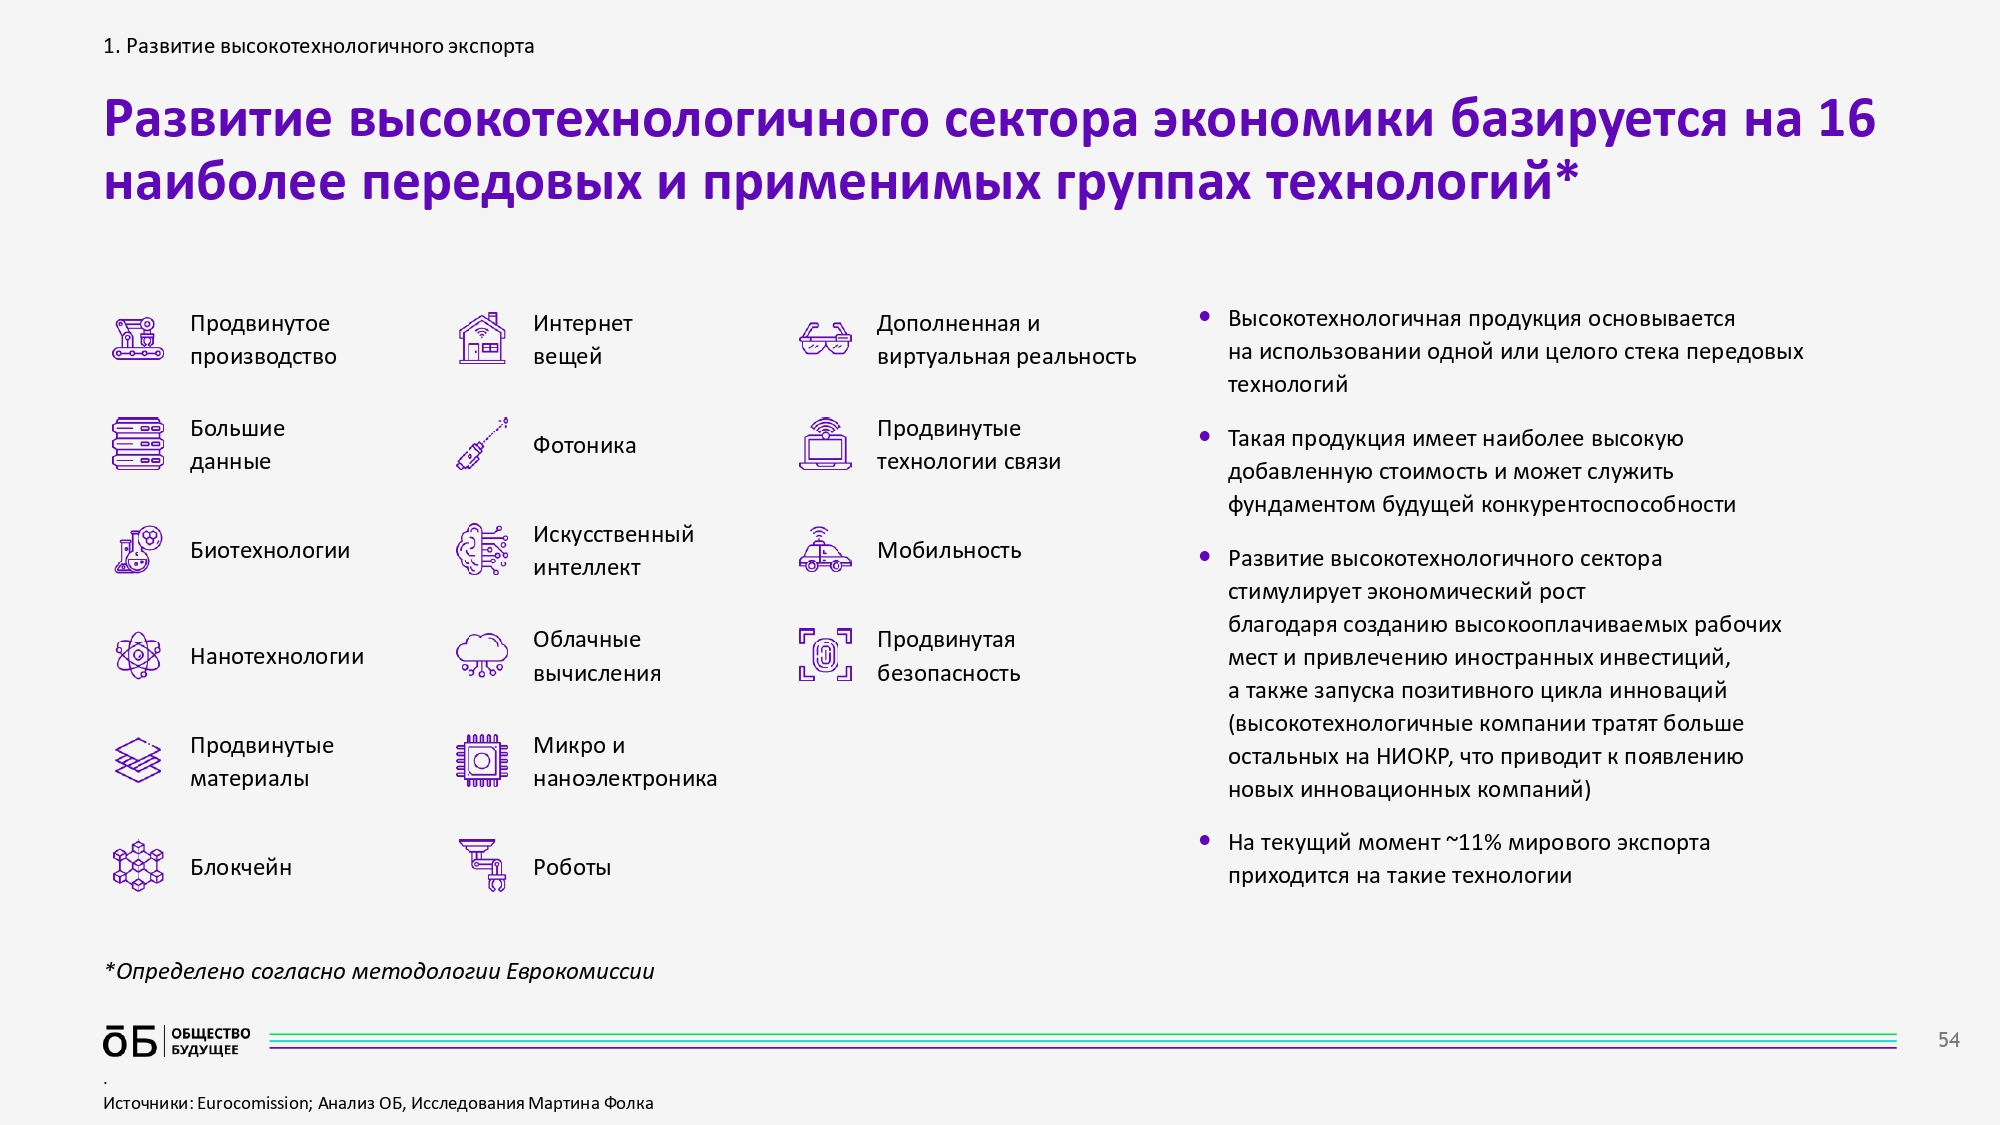 1. Развитие высокотехнологичного экспорта
Развитие высокотехнологичного сектора экономики базируется на 16
наиболее передовых и применимых группах технологий*
Продвинутое
производство
Большие
данные
Биотехнологии
Нанотехнологии
Продвинутые
материалы
Блокчейн
Интернет
вещей
Фотоника
Искусственный
интеллект
Облачные
вычисления
Микро и
наноэлектроника
Роботы
Дополненная и
виртуальная реальность
Продвинутые
технологии связи
Мобильность
Продвинутая
безопасность
• Высокотехнологичная продукция основывается
на использовании одной или целого стека передовых
технологий
• Такая продукция имеет наиболее высокую
добавленную стоимость и может служить
фундаментом будущей конкурентоспособности
• Развитие высокотехнологичного сектора
стимулирует экономический рост
благодаря созданию высокооплачиваемых рабочих
мест и привлечению иностранных инвестиций,
а также запуска позитивного цикла инноваций
(высокотехнологичные компании тратят больше
остальных на НИОКР, что приводит к появлению
новых инновационных компаний)
• На текущий момент ~11% мирового экспорта
приходится на такие технологии
*Определено согласно методологии Еврокомиссии
ōБ
ОБЩЕСТВО
БУДУЩЕЕ
54
.
Источники: Eurocomission; Анализ ОБ, Исследования Мартина Фолка